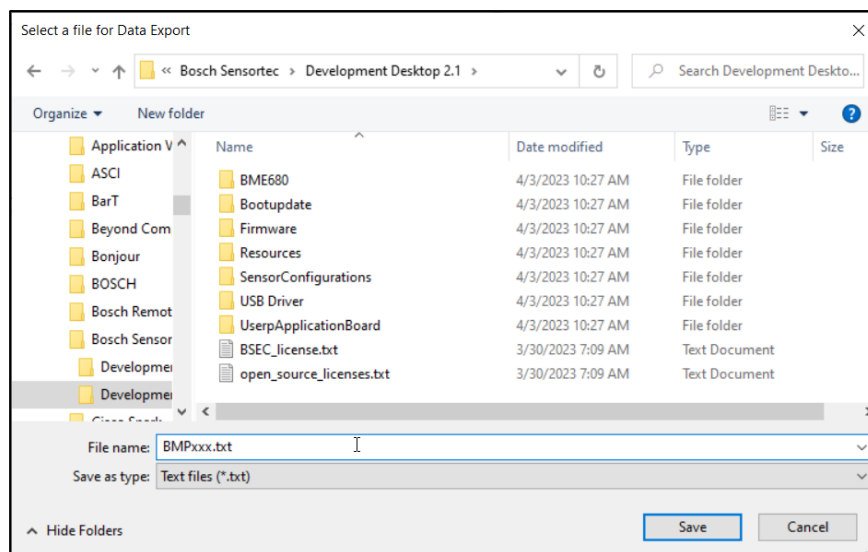 Select a file for Data Export
« Bosch Sensortec > Development Desktop 2.1 >
Search Development Deskto...
Organize New folder
?
Name Date modified Type Size
Application V
ASCI
BarT
Beyond Com
Bonjour
BOSCH
Bosch Remot
Bosch Sensor
Developmer
Developmer
BME680 4/3/2023 10:27 AM File folder
Bootupdate 4/3/2023 10:27 AM File folder
Firmware 4/3/2023 10:27 AM File folder
Resources 4/3/2023 10:27 AM File folder
SensorConfigurations 4/3/2023 10:27 AM File folder
USB Driver 4/3/2023 10:27 AM File folder
UserpApplicationBoard 4/3/2023 10:27 AM File folder
BSEC_license.txt 3/30/2023 7:09 AM Text Document
open_source_licenses.txt 3/30/2023 7:09 AM Text Document
File name: BMPxxx.txt
Save as type: Text files (*.txt)
Hide Folders
Save Cancel